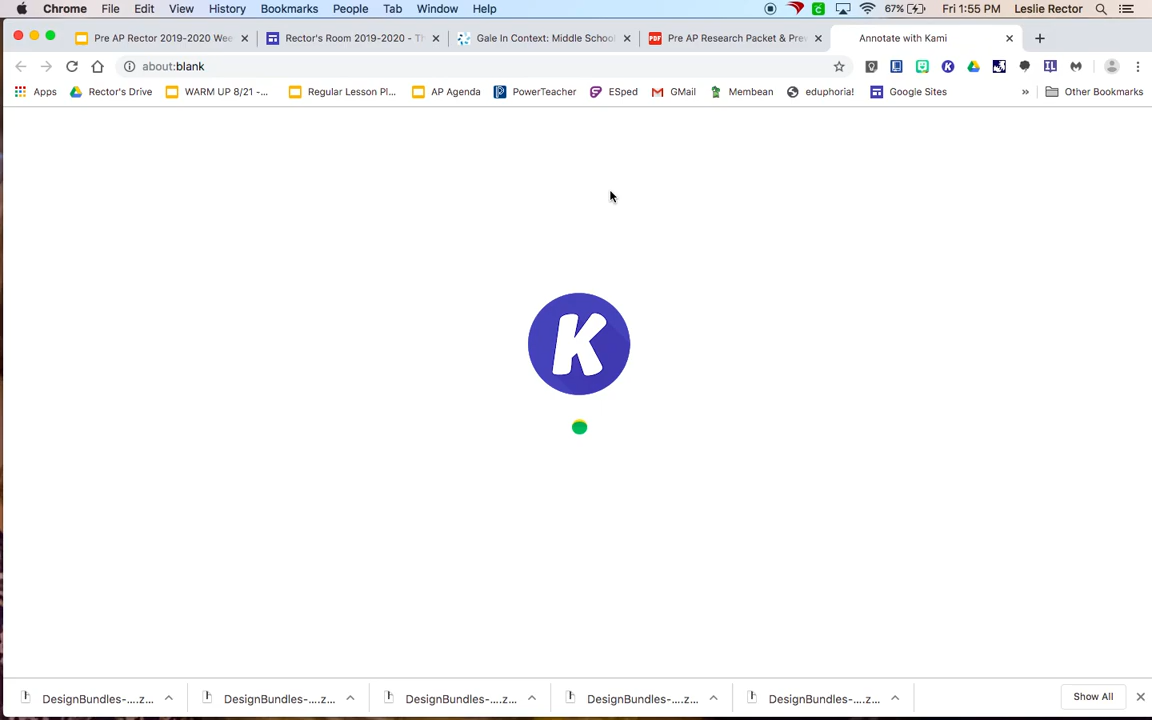 Chrome File Edit View History Bookmarks People Tab Window Help 67% Fri 1:55 PM Leslie Rector
Pre AP Rector 2019-2020 Wee Rector's Room 2019-2020 - Th Gale In Context: Middle School Pre AP Research Packet & Pre Annotate with Kami
about:blank
Apps Rector's Drive WARM UP 8/21 -... Regular Lesson Pl... AP Agenda PowerTeacher ESped GMail Membean eduphoria! Google Sites » Other Bookmarks
K
DesignBundles-....z... DesignBundles-....z... DesignBundles-....z... DesignBundles-....z... DesignBundles-....z... Show All